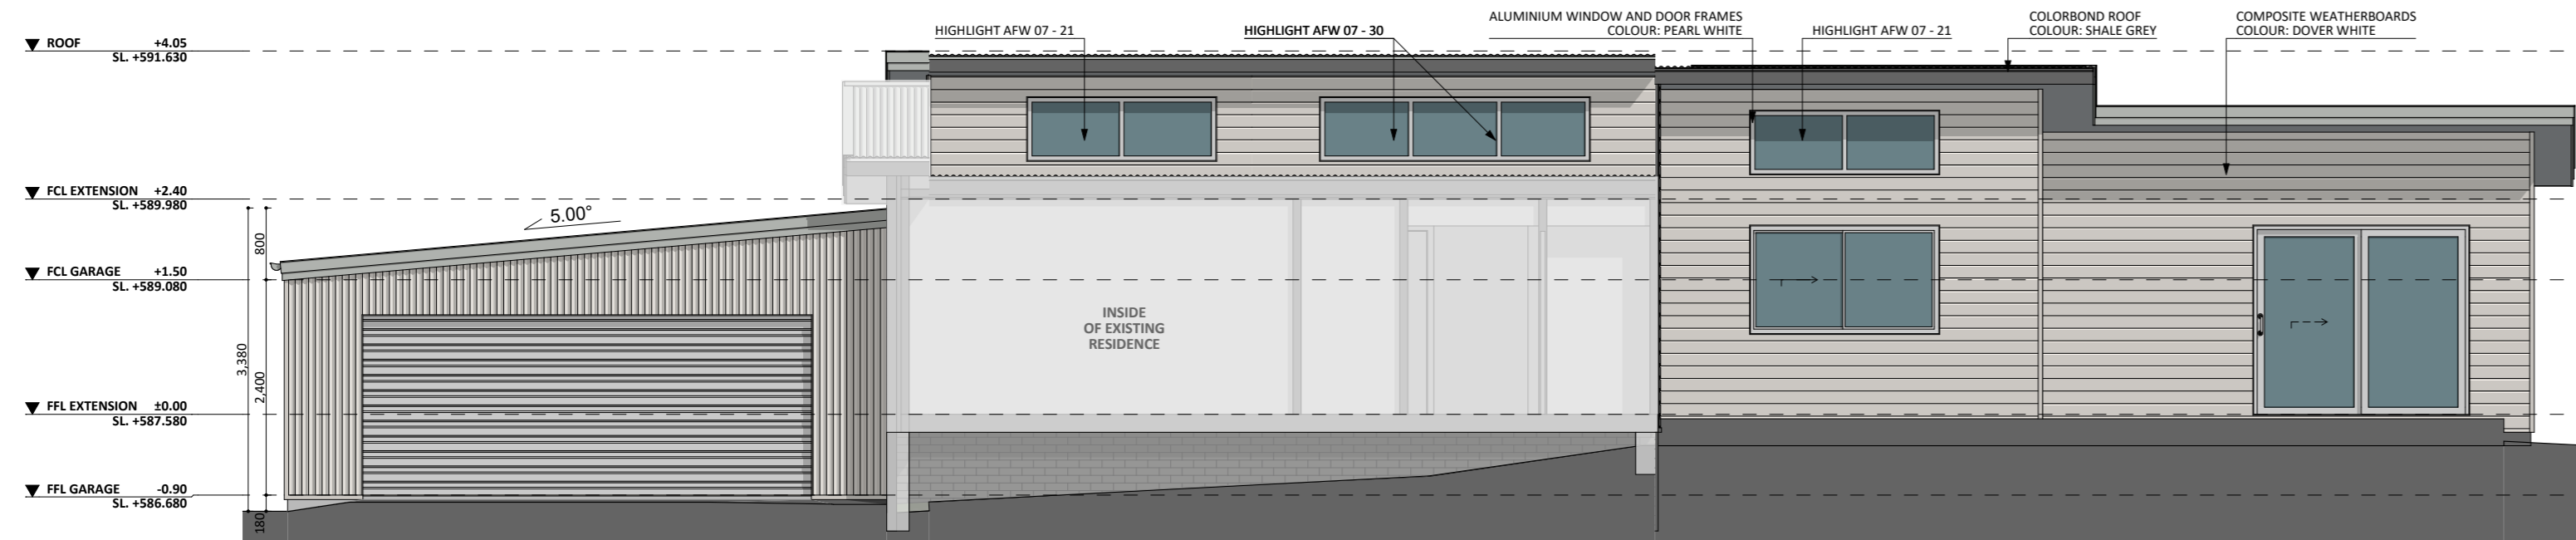 ROOF +4.05
SL. +591.630
FCL EXTENSION +2.40
SL. +589.980
FCL GARAGE +1.50
SL. +589.080
FFL EXTENSION ±0.00
SL. +587.580
FFL GARAGE -0.90
SL. +586.680
3,380
800
2,400
180
5.00°
HIGHLIGHT AFW 07 - 21
HIGHLIGHT AFW 07 - 30
ALUMINIUM WINDOW AND DOOR FRAMES
COLOUR: PEARL WHITE
HIGHLIGHT AFW 07 - 21
COLORBOND ROOF
COLOUR: SHALE GREY
COMPOSITE WEATHERBOARDS
COLOUR: DOVER WHITE
INSIDE
OF EXISTING
RESIDENCE